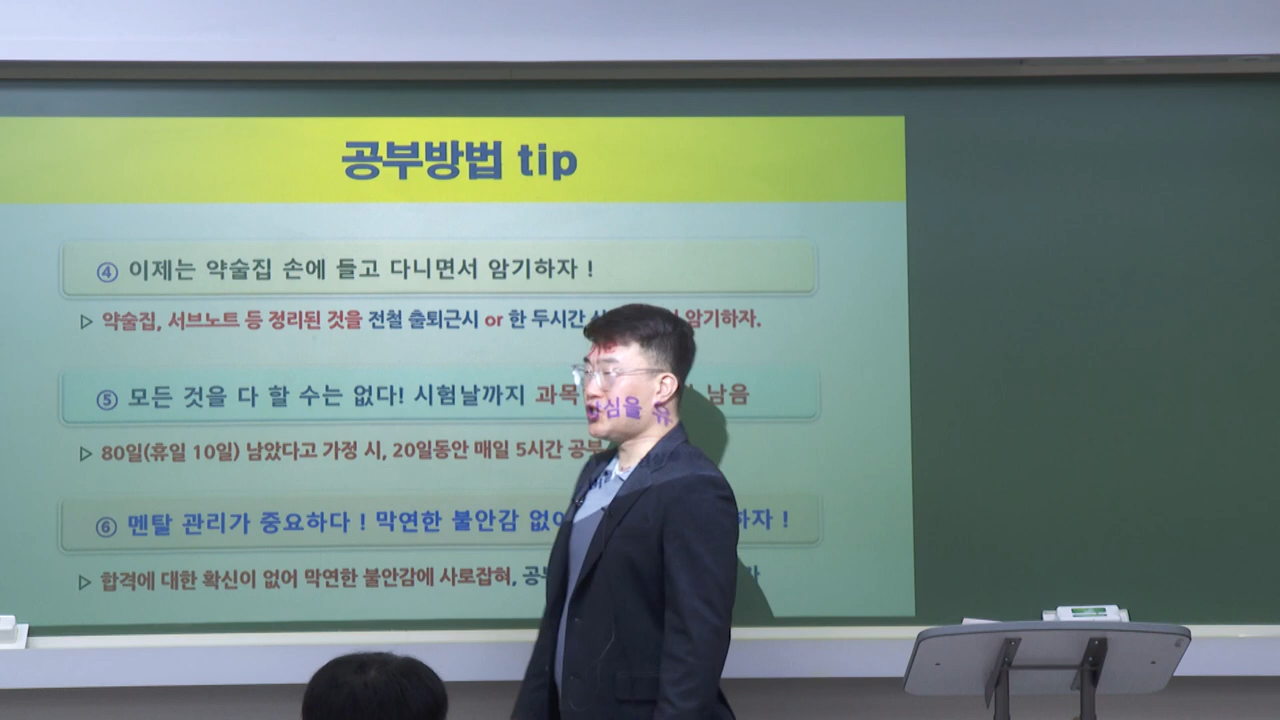 공부방법 tip
④ 이제는 약술집 손에 들고 다니면서 암기하자 !
▷ 약술집, 서브노트 등 정리된 것을 전철 출퇴근시 or 한 두시간 암기하자.
⑤ 모든 것을 다 할 수는 없다! 시험날까지 과목 남음
▷ 80일(휴일 10일) 남았다고 가정 시, 20일동안 매일 5시간 공부
⑥ 멘탈 관리가 중요하다 ! 막연한 불안감 없 하자 !
▷ 합격에 대한 확신이 없어 막연한 불안감에 사로잡혀,